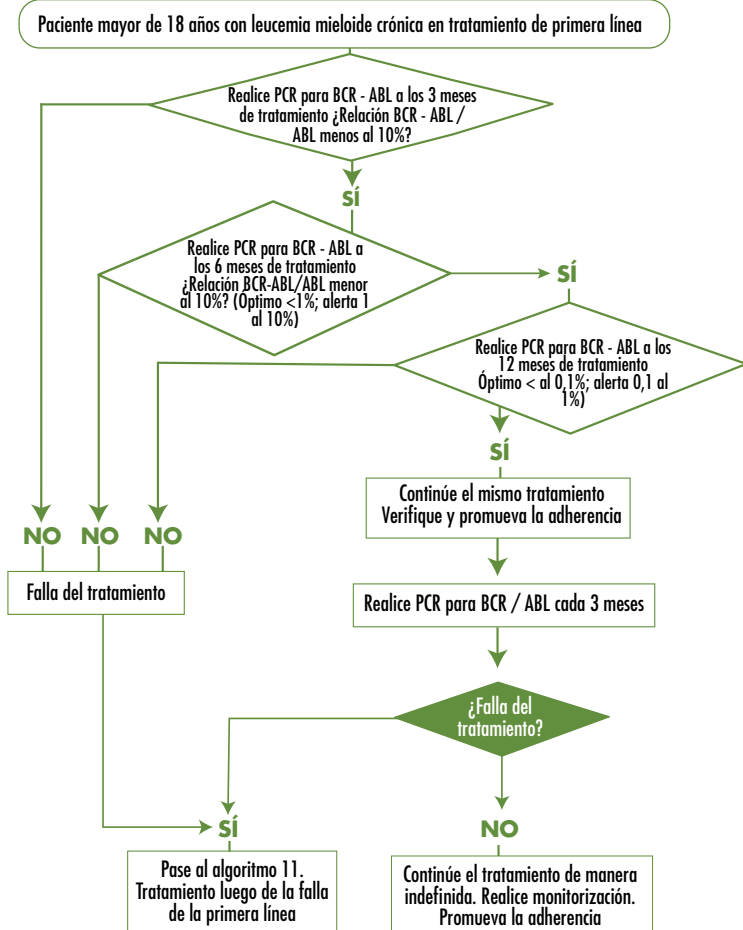 Paciente mayor de 18 años con leucemia mieloide crónica en tratamiento de primera línea
Realice PCR para BCR - ABL a los 3 meses
de tratamiento ¿Relación BCR - ABL /
ABL menos al 10%?
SÍ
Realice PCR para BCR - ABL a
los 6 meses de tratamiento
¿Relación BCR-ABL/ABL menor
al 10%? (Óptimo <1%; alerta 1
al 10%)
SÍ
Realice PCR para BCR - ABL a los
12 meses de tratamiento
Óptimo < al 0,1%; alerta 0,1 al
1%)
SÍ
Continúe el mismo tratamiento
Verifique y promueva la adherencia
NO NO NO
Falla del tratamiento
Realice PCR para BCR / ABL cada 3 meses
¿Falla del
tratamiento?
SÍ
NO
Pase al algoritmo 11.
Tratamiento luego de la falla
de la primera línea
Continúe el tratamiento de manera
indefinida. Realice monitorización.
Promueva la adherencia